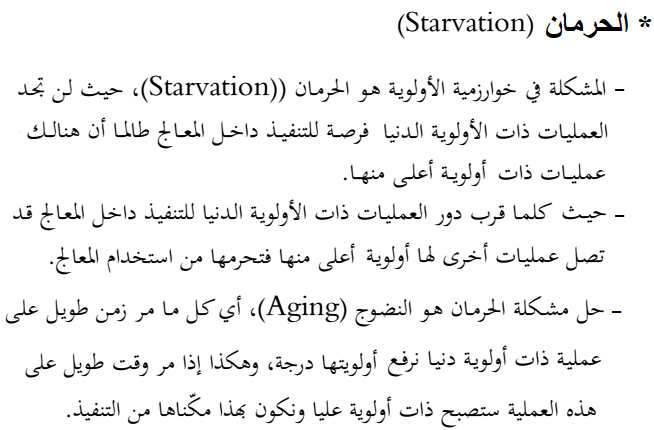 * الحرمان (Starvation)
- المشكلة في خوارزمية الأولوية هو الحرمان ((Starvation)، حيث لن تجد
العمليات ذات الأولوية الدنيا فرصة للتنفيذ داخل المعالج طالما أن هنالك
عمليات ذات أولوية أعلى منها.
- حيث كلما قرب دور العمليات ذات الأولوية الدنيا للتنفيذ داخل المعالج قد
تصل عمليات أخرى لها أولوية أعلى منها فتحرمها من استخدام المعالج.
- حل مشكلة الحرمان هو النضوج (Aging)، أي كل ما مر زمن طويل على
عملية ذات أولوية دنيا نرفع أولويتها درجة، وهكذا إذا مر وقت طويل على
هذه العملية ستصبح ذات أولوية عليا ونكون بهذا مكّناها من التنفيذ.